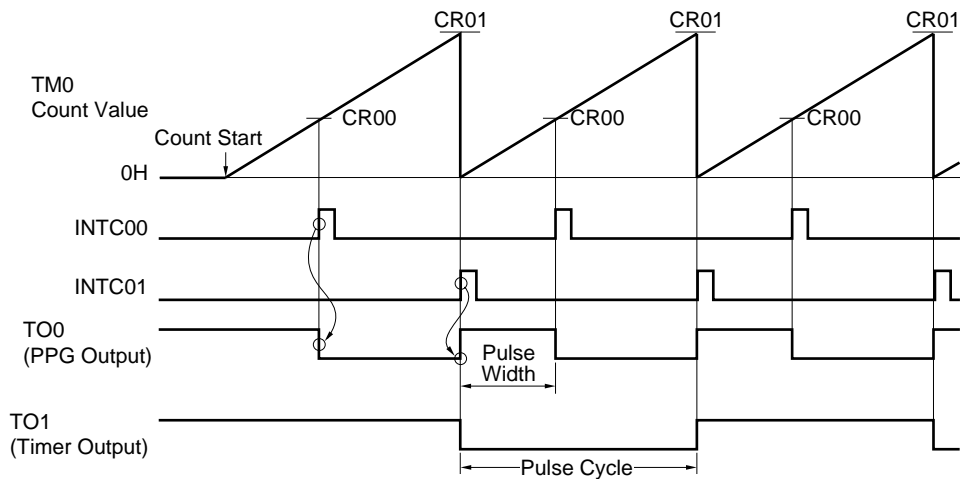 CR01
CR01
CR01
TM0
Count Value
CR00
CR00
CR00
Count Start
0H
INTC00
INTC01
TO0
(PPG Output)
Pulse
Width
TO1
(Timer Output)
Pulse Cycle